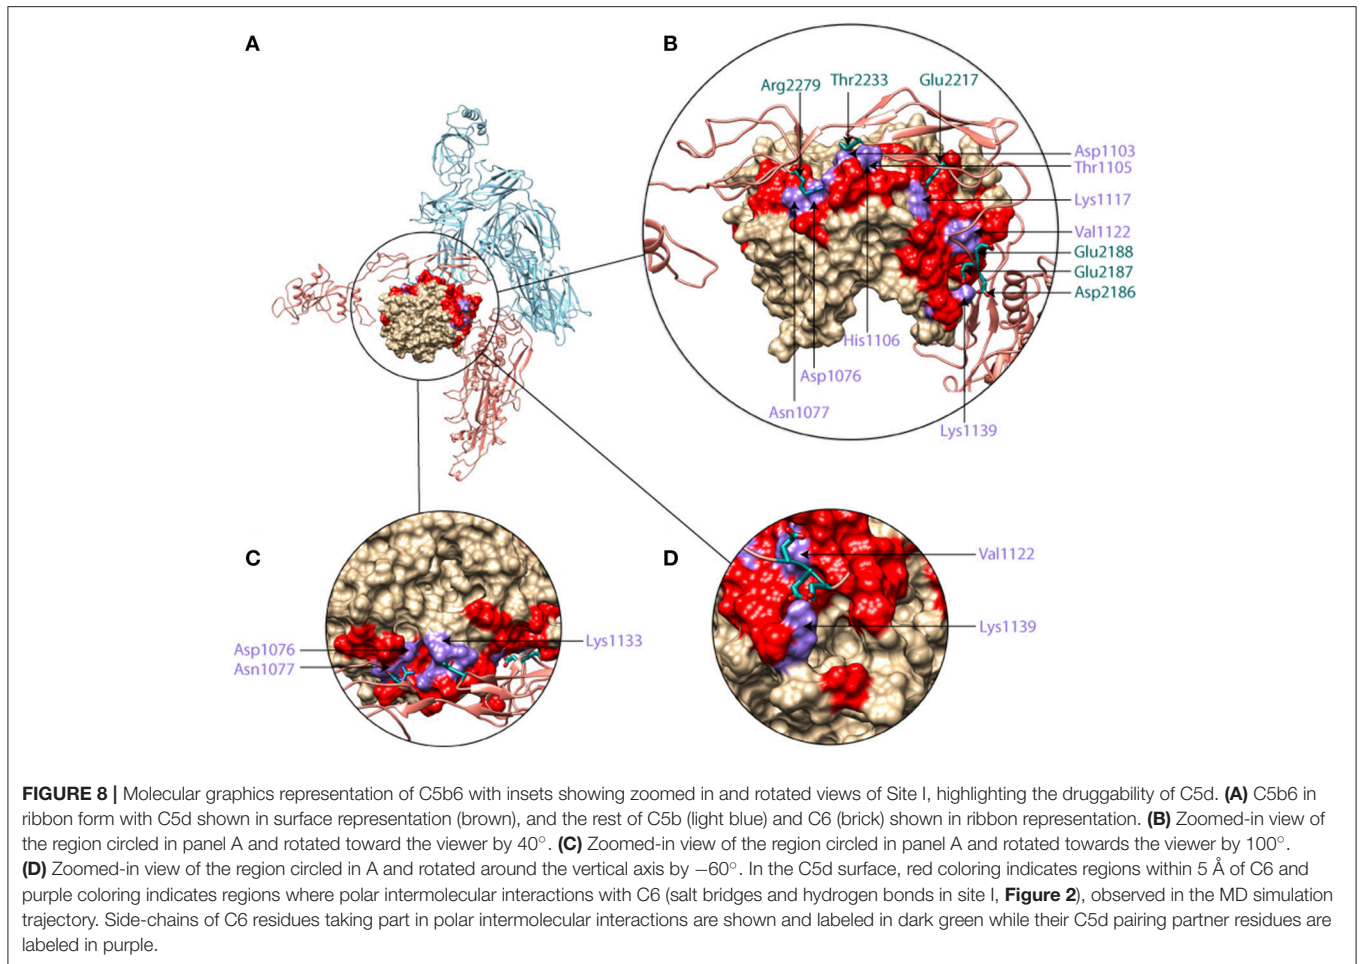 A
B
Arg2279
Thr2233
Glu2217
Asp1103
Thr1105
Lys1117
Val1122
Glu2188
Glu2187
Asp2186
His1106
Asp1076
Asn1077
Lys1139
C
Asp1076
Asn1077
Lys1133
D
Val1122
Lys1139
FIGURE 8 | Molecular graphics representation of C5b6 with insets showing zoomed in and rotated views of Site I, highlighting the druggability of C5d. (A) C5b6 in
ribbon form with C5d shown in surface representation (brown), and the rest of C5b (light blue) and C6 (brick) shown in ribbon representation. (B) Zoomed-in view of
the region circled in panel A and rotated toward the viewer by 40°. (C) Zoomed-in view of the region circled in panel A and rotated towards the viewer by 100°.
(D) Zoomed-in view of the region circled in A and rotated around the vertical axis by −60°. In the C5d surface, red coloring indicates regions within 5 Å of C6 and
purple coloring indicates regions where polar intermolecular interactions with C6 (salt bridges and hydrogen bonds in site I, Figure 2), observed in the MD simulation
trajectory. Side-chains of C6 residues taking part in polar intermolecular interactions are shown and labeled in dark green while their C5d pairing partner residues are
labeled in purple.